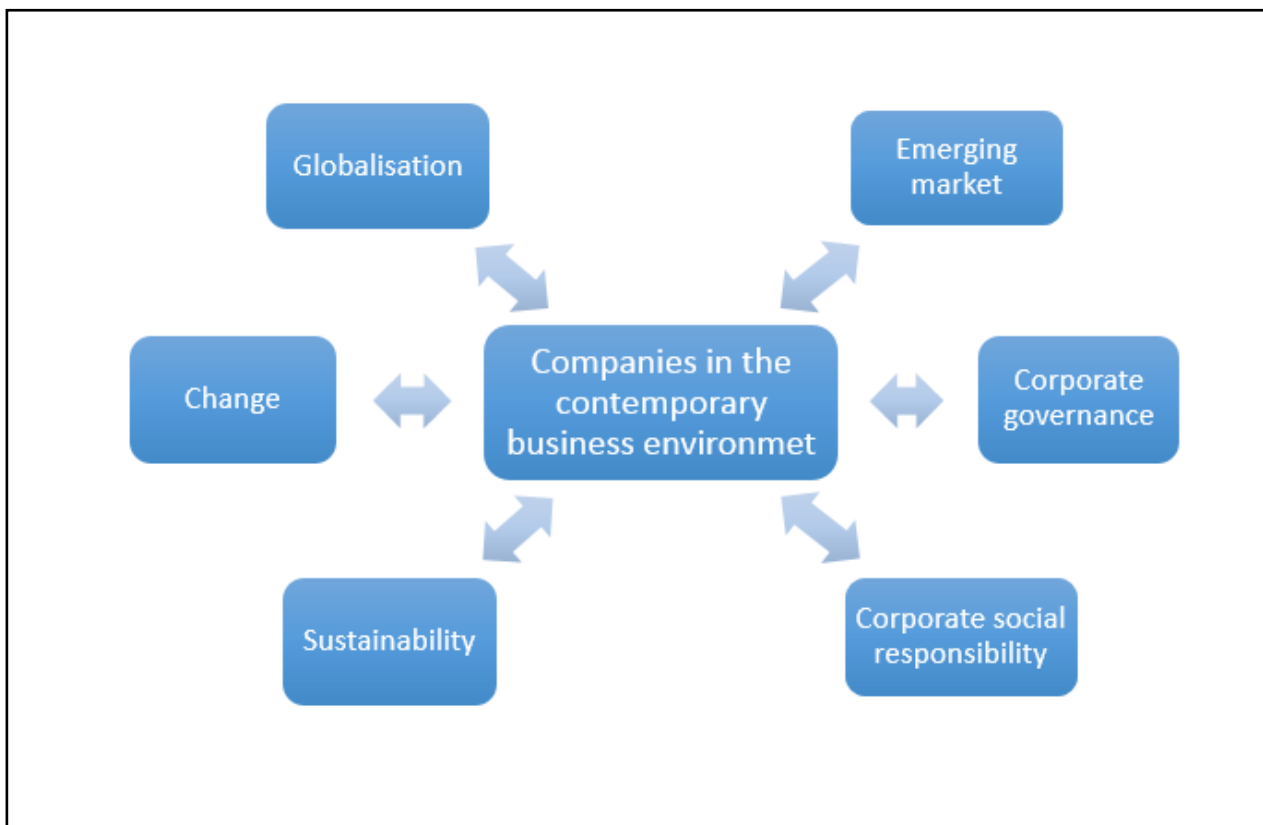 Globalisation
Emerging
market
Change
Companies in the
contemporary
business environmet
Corporate
governance
Sustainability
Corporate social
responsibility